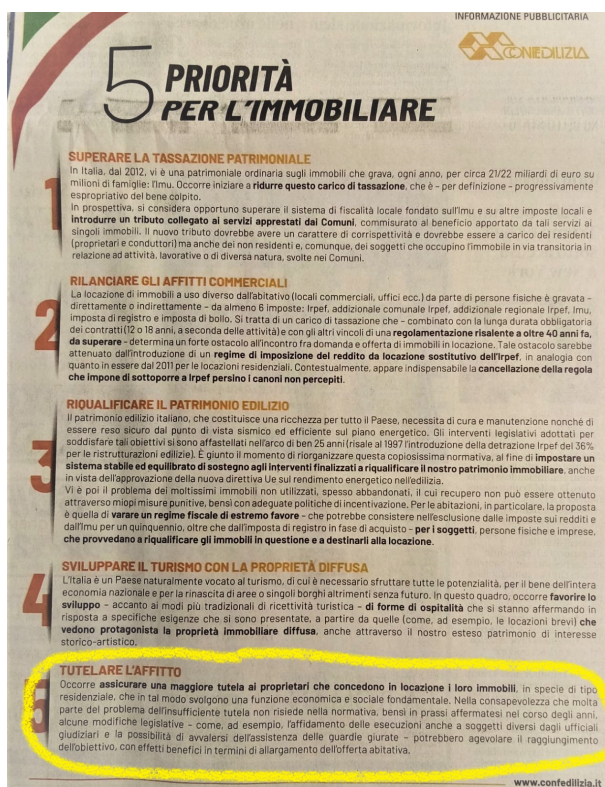 INFORMAZIONE PUBBLICITARIA
CONFEDILIZIA
5 PRIORITÀ
PER L'IMMOBILIARE
1
SUPERARE LA TASSAZIONE PATRIMONIALE
In Italia, dal 2012, vi è una patrimoniale ordinaria sugli immobili che grava, ogni anno, per circa 21/22 miliardi di euro su
milioni di famiglie: l'Imu. Occorre iniziare a ridurre questo carico di tassazione, che è - per definizione - progressivamente
espropriativo del bene colpito.
In prospettiva, si considera opportuno superare il sistema di fiscalità locale fondato sull'Imu e su altre imposte locali e
introdurre un tributo collegato ai servizi apprestati dai Comuni, commisurato al beneficio apportato da tali servizi ai
singoli immobili. Il nuovo tributo dovrebbe avere un carattere di corrispettività e dovrebbe essere a carico dei residenti
(proprietari e conduttori) ma anche dei non residenti e, comunque, dei soggetti che occupino l'immobile in via transitoria in
relazione ad attività, lavorative o di diversa natura, svolte nei Comuni.
2
RILANCIARE GLI AFFITTI COMMERCIALI
La locazione di immobili a uso diverso dall'abitativo (locali commerciali, uffici ecc.) da parte di persone fisiche è gravata -
direttamente o indirettamente - da almeno 6 imposte: Irpef, addizionale comunale Irpef, addizionale regionale Irpef, Imu,
imposta di registro e imposta di bollo. Si tratta di un carico di tassazione che - combinato con la lunga durata obbligatoria
dei contratti (12 o 18 anni, a seconda delle attività) e con gli altri vincoli di una regolamentazione risalente a oltre 40 anni fa,
da superare - determina un forte ostacolo all'incontro fra domanda e offerta di immobili in locazione. Tale ostacolo sarebbe
attenuato dall'introduzione di un regime di imposizione del reddito da locazione sostitutivo dell'Irpef, in analogia con
quanto in essere dal 2011 per le locazioni residenziali. Contestualmente, appare indispensabile la cancellazione della regola
che impone di sottoporre a Irpef persino i canoni non percepiti.
3
RIQUALIFICARE IL PATRIMONIO EDILIZIO
Il patrimonio edilizio italiano, che costituisce una ricchezza per tutto il Paese, necessita di cura e manutenzione nonché di
essere reso sicuro dal punto di vista sismico ed efficiente sul piano energetico. Gli interventi legislativi adottati per
soddisfare tali obiettivi si sono affastellati nell'arco di ben 25 anni (risale al 1997 l'introduzione della detrazione Irpef del 36%
per le ristrutturazioni edilizie). È giunto il momento di riorganizzare questa copiosissima normativa, al fine di impostare un
sistema stabile ed equilibrato di sostegno agli interventi finalizzati a riqualificare il nostro patrimonio immobiliare, anche
in vista dell'approvazione della nuova direttiva Ue sul rendimento energetico nell'edilizia.
Vi è poi il problema dei moltissimi immobili non utilizzati, spesso abbandonati, il cui recupero non può essere ottenuto
attraverso miopi misure punitive, bensì con adeguate politiche di incentivazione. Per le abitazioni, in particolare, la proposta
è quella di varare un regime fiscale di estremo favore - che potrebbe consistere nell'esclusione dalle imposte sui redditi e
dall'Imu per un quinquennio, oltre che dall'imposta di registro in fase di acquisto - per i soggetti, persone fisiche e imprese,
che provvedano a riqualificare gli immobili in questione e a destinarli alla locazione.
4
SVILUPPARE IL TURISMO CON LA PROPRIETÀ DIFFUSA
L'Italia è un Paese naturalmente vocato al turismo, di cui è necessario sfruttare tutte le potenzialità, per il bene dell'intera
economia nazionale e per la rinascita di aree o singoli borghi altrimenti senza futuro. In questo quadro, occorre favorire lo
sviluppo - accanto ai modi più tradizionali di ricettività turistica - di forme di ospitalità che si stanno affermando in
risposta a specifiche esigenze che si sono presentate, a partire da quelle (come, ad esempio, le locazioni brevi) che
vedono protagonista la proprietà immobiliare diffusa, anche attraverso il nostro esteso patrimonio di interesse
storico-artistico.
5
TUTELARE L'AFFITTO
Occorre assicurare una maggiore tutela ai proprietari che concedono in locazione i loro immobili, in specie di tipo
residenziale, che in tal modo svolgono una funzione economica e sociale fondamentale. Nella consapevolezza che molta
parte del problema dell'insufficiente tutela non risiede nella normativa, bensì in prassi affermatesi nel corso degli anni,
alcune modifiche legislative - come, ad esempio, l'affidamento delle esecuzioni anche a soggetti diversi dagli ufficiali
giudiziari e la possibilità di avvalersi dell'assistenza delle guardie giurate - potrebbero agevolare il raggiungimento
dell'obiettivo, con effetti benefici in termini di allargamento dell'offerta abitativa.
www.confedilizia.it